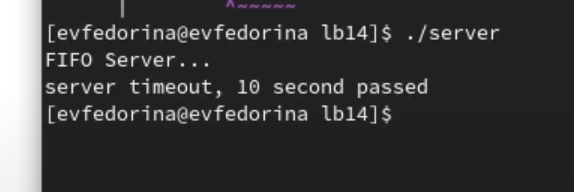 ^~~~~~
[evfedorina@evfedorina lb14]$ ./server
FIFO Server...
server timeout, 10 second passed
[evfedorina@evfedorina lb14]$